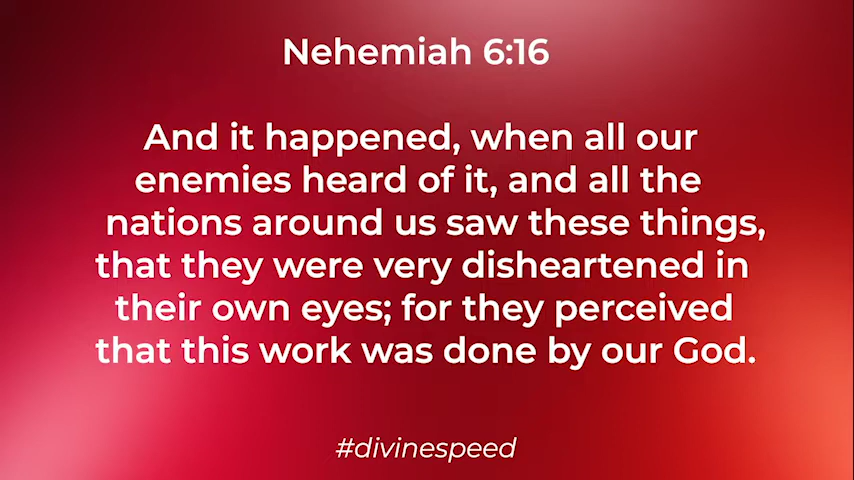 Nehemiah 6:16
And it happened, when all our
enemies heard of it, and all the
nations around us saw these things,
that they were very disheartened in
their own eyes; for they perceived
that this work was done by our God.
#divinespeed